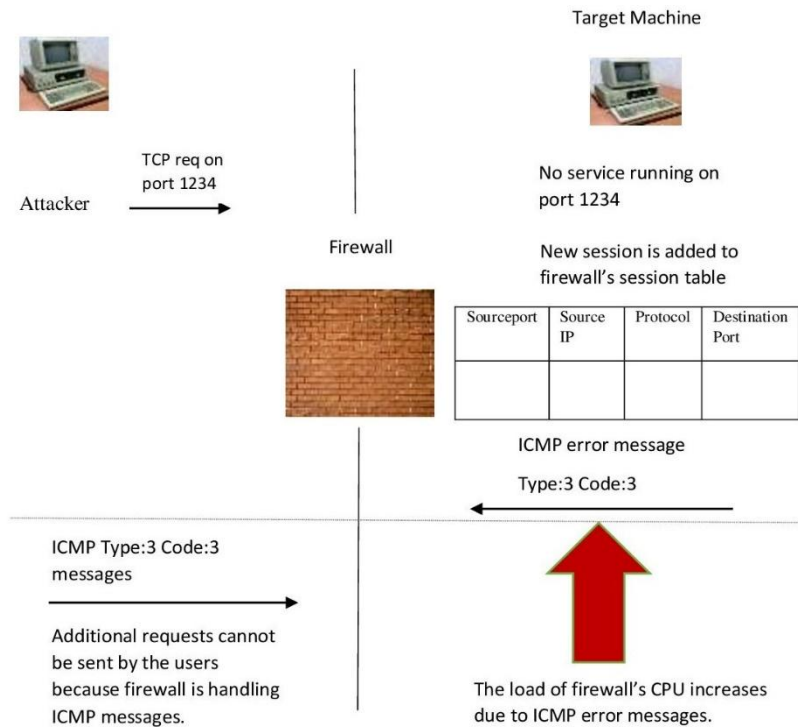 Target Machine
TCP req on
port 1234
Attacker
No service running on
port 1234
Firewall
New session is added to
firewall’s session table
Sourceport
Source
IP
Protocol
Destination
Port
ICMP error message
Type:3 Code:3
ICMP Type:3 Code:3
messages
Additional requests cannot
be sent by the users
because firewall is handling
ICMP messages.
The load of firewall’s CPU increases
due to ICMP error messages.